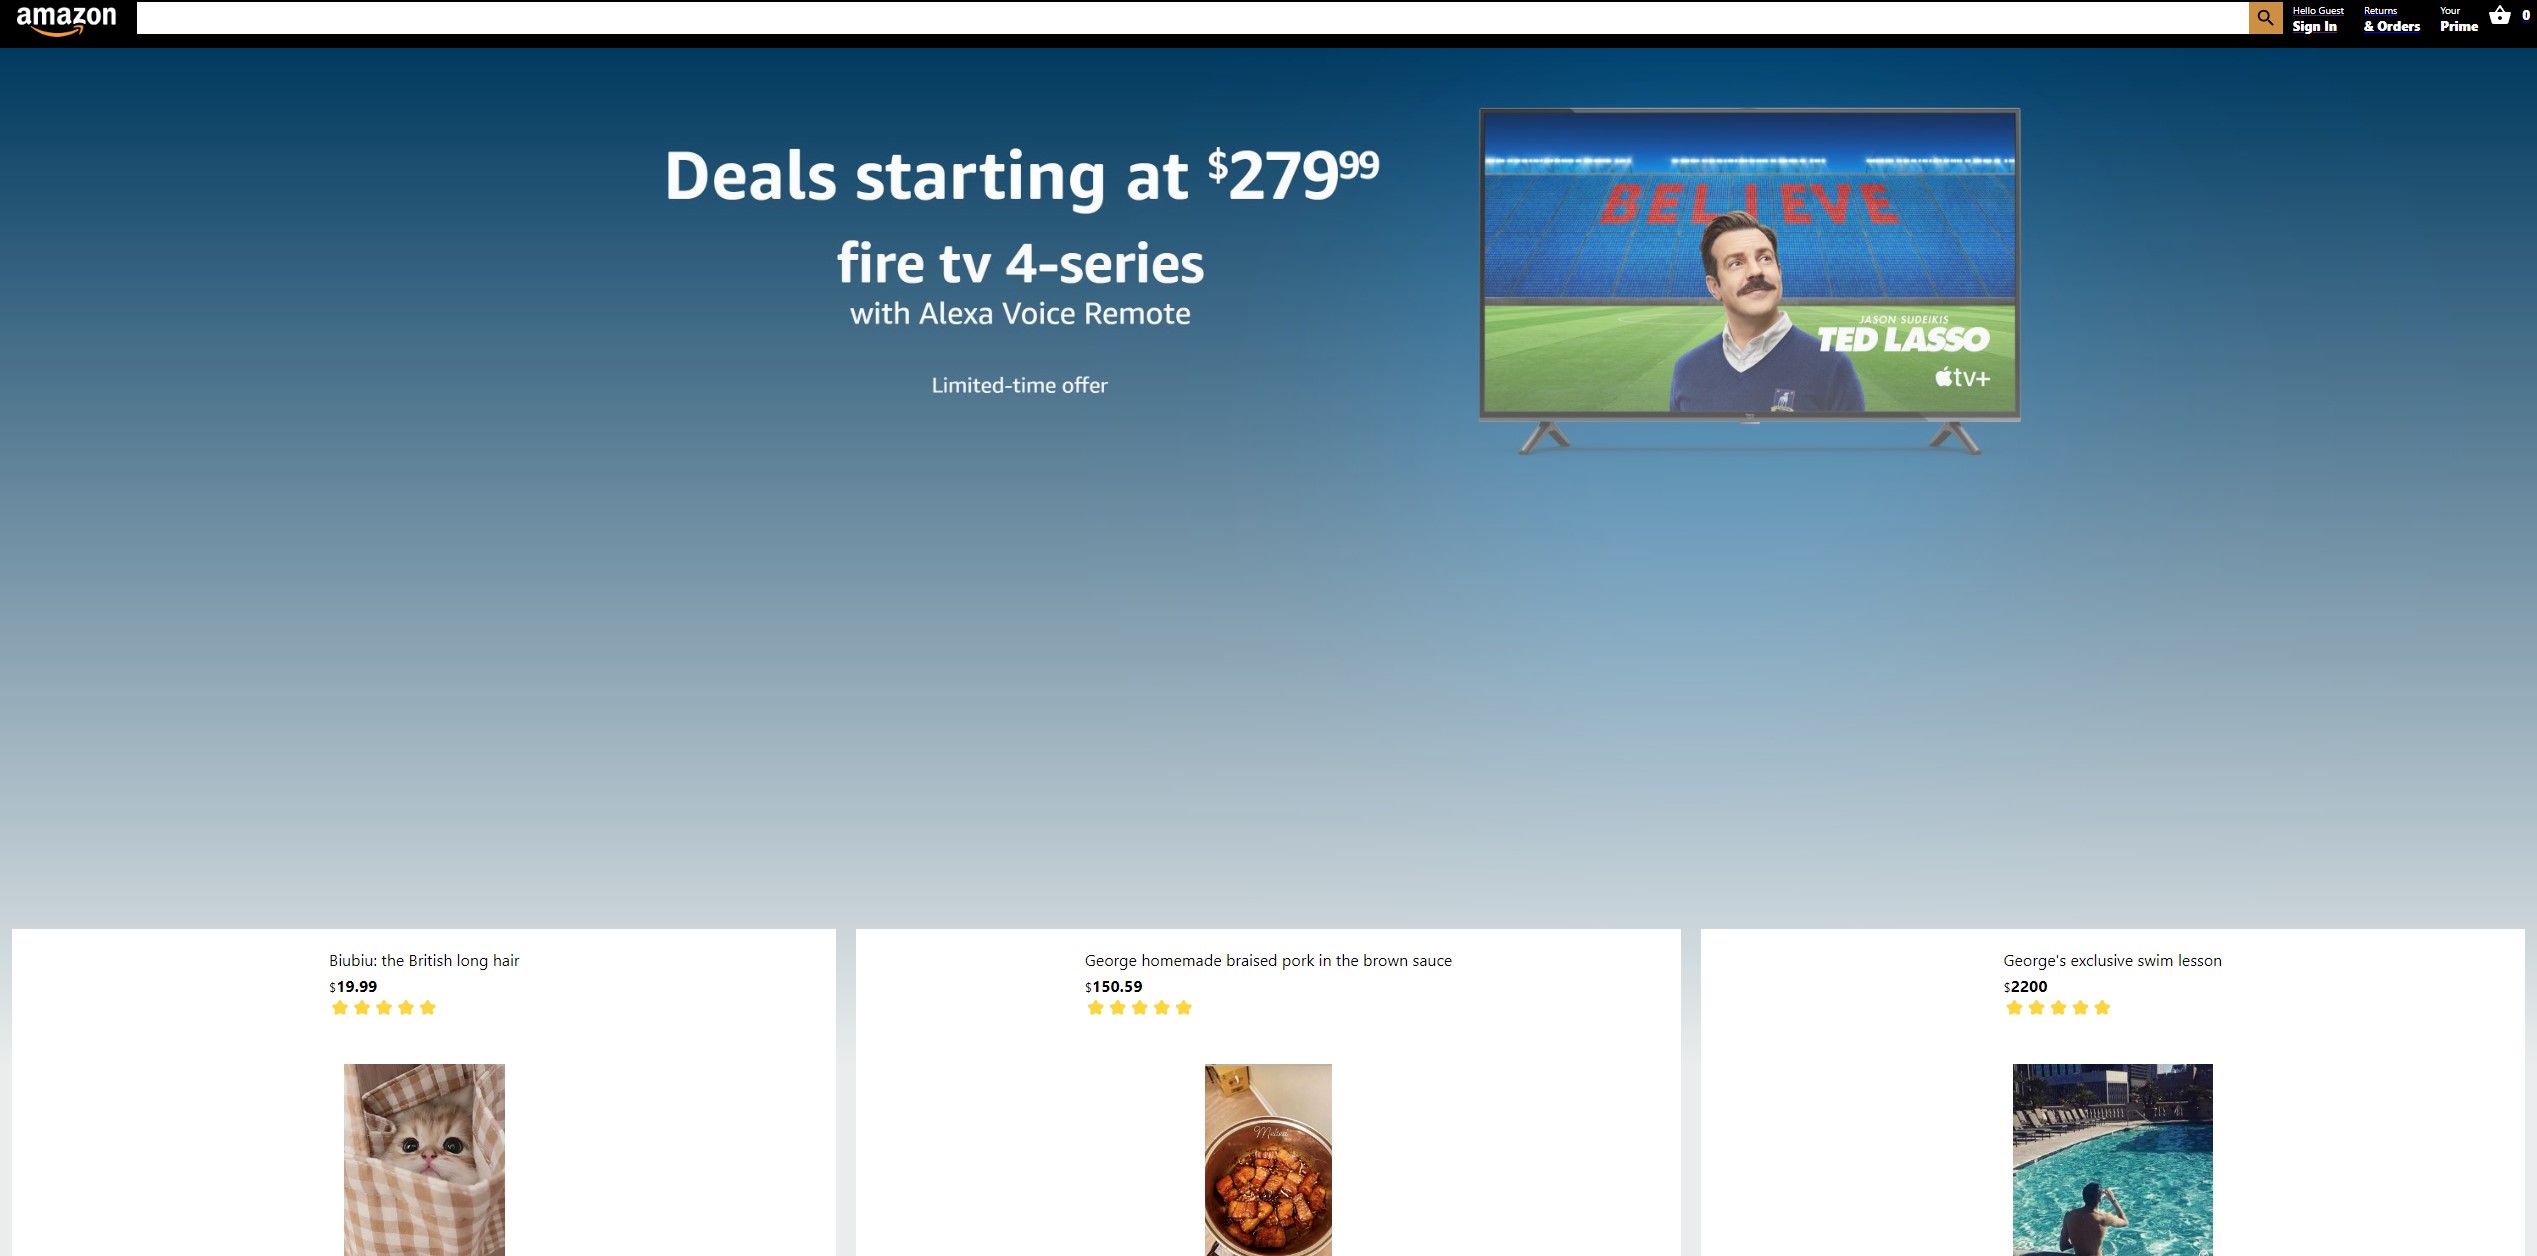 amazon
Hello Guest
Sign In
Returns
& Orders
Your
Prime
0
Deals starting at $279.99
fire tv 4-series
with Alexa Voice Remote
Limited-time offer
BELIEVE
JASON SUDEIKIS
TED LASSO
tv+
Biubiu: the British long hair
$19.99
George homemade braised pork in the brown sauce
$150.59
George's exclusive swim lesson
$2200